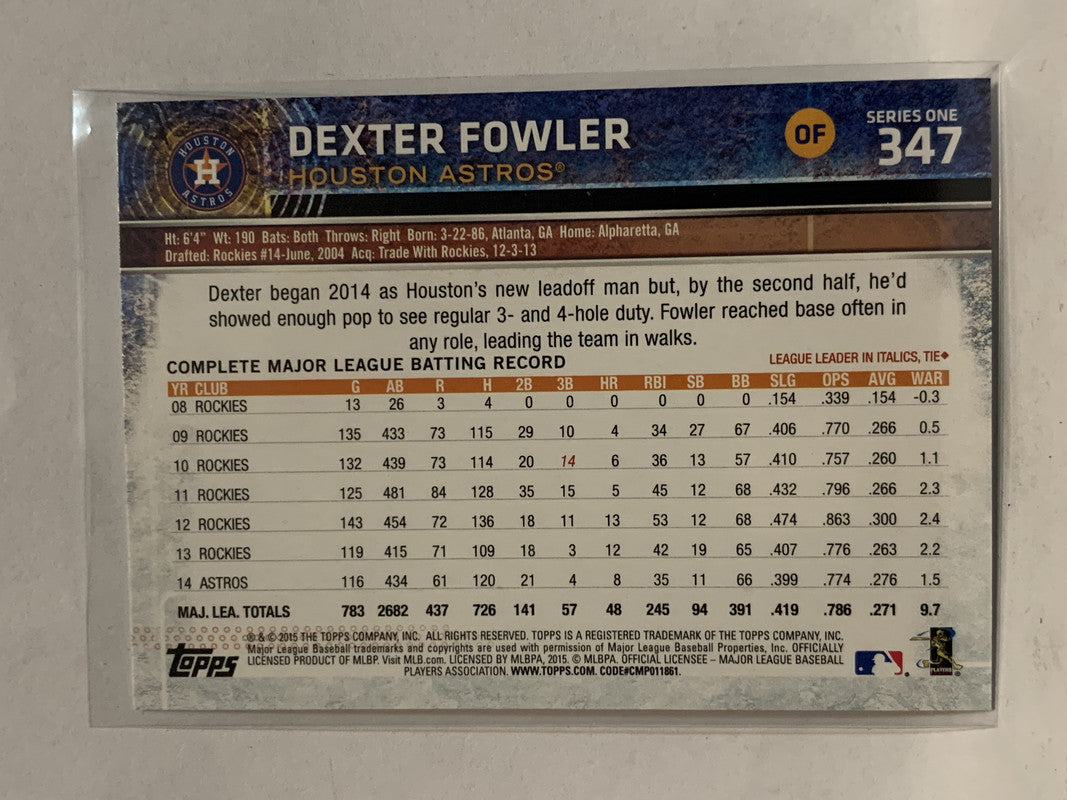 HOUSTON
ASTROS
H
DEXTER FOWLER
HOUSTON ASTROS®
OF
SERIES ONE
347
Ht: 6'4" Wt: 190 Bats: Both Throws: Right Born: 3-22-86, Atlanta, GA Home: Alpharetta, GA
Drafted: Rockies #14-June, 2004 Acq: Trade With Rockies, 12-3-13
Dexter began 2014 as Houston's new leadoff man but, by the second half, he'd
showed enough pop to see regular 3- and 4-hole duty. Fowler reached base often in
any role, leading the team in walks.
COMPLETE MAJOR LEAGUE BATTING RECORD LEAGUE LEADER IN ITALICS, TIE◆
YR CLUB G AB R H 2B 3B HR RBI SB BB SLG OPS AVG WAR
08 ROCKIES 13 26 3 4 0 0 0 0 0 0 .154 .339 .154 -0.3
09 ROCKIES 135 433 73 115 29 10 4 34 27 67 .406 .770 .266 0.5
10 ROCKIES 132 439 73 114 20 14 6 36 13 57 .410 .757 .260 1.1
11 ROCKIES 125 481 84 128 35 15 5 45 12 68 .432 .796 .266 2.3
12 ROCKIES 143 454 72 136 18 11 13 53 12 68 .474 .863 .300 2.4
13 ROCKIES 119 415 71 109 18 3 12 42 19 65 .407 .776 .263 2.2
14 ASTROS 116 434 61 120 21 4 8 35 11 66 .399 .774 .276 1.5
MAJ. LEA. TOTALS 783 2682 437 726 141 57 48 245 94 391 .419 .786 .271 9.7
® & © 2015 THE TOPPS COMPANY, INC. ALL RIGHTS RESERVED. TOPPS IS A REGISTERED TRADEMARK OF THE TOPPS COMPANY, INC.
Major League Baseball trademarks and copyrights are used with permission of Major League Baseball Properties, Inc. OFFICIALLY
LICENSED PRODUCT OF MLBP. Visit MLB.com. LICENSED BY MLBPA, 2015. © MLBPA. OFFICIAL LICENSEE – MAJOR LEAGUE BASEBALL
PLAYERS ASSOCIATION. WWW.TOPPS.COM. CODE#CMP011861.
Topps
PLAYERS